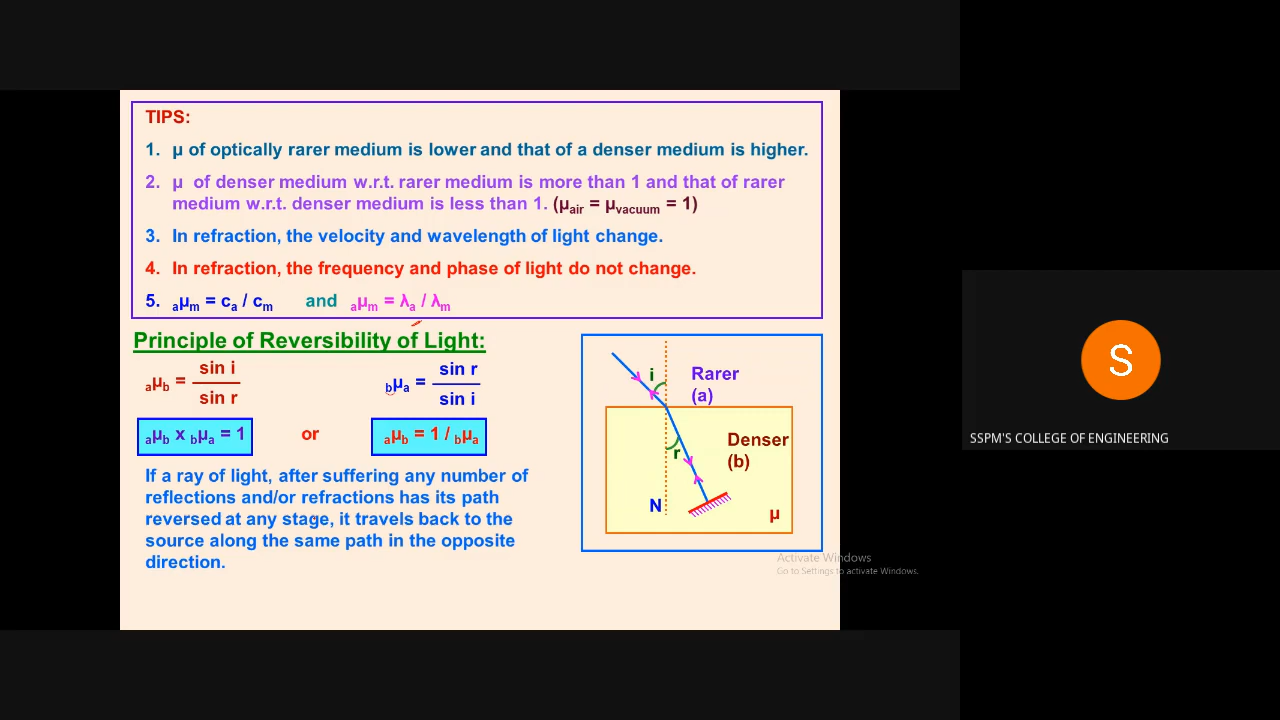 TIPS:
1. μ of optically rarer medium is lower and that of a denser medium is higher.
2. μ of denser medium w.r.t. rarer medium is more than 1 and that of rarer
medium w.r.t. denser medium is less than 1. (μair = μvacuum = 1)
3. In refraction, the velocity and wavelength of light change.
4. In refraction, the frequency and phase of light do not change.
5. aμm = ca / cm and aμm = λa / λm
Principle of Reversibility of Light:
aμb = sin i / sin r
bμa = sin r / sin i
aμb x bμa = 1 or aμb = 1 / bμa
If a ray of light, after suffering any number of
reflections and/or refractions has its path
reversed at any stage, it travels back to the
source along the same path in the opposite
direction.
i
Rarer
(a)
r
Denser
(b)
N
μ
Activate Windows
Go to Settings to activate Windows.
S
SSPM'S COLLEGE OF ENGINEERING